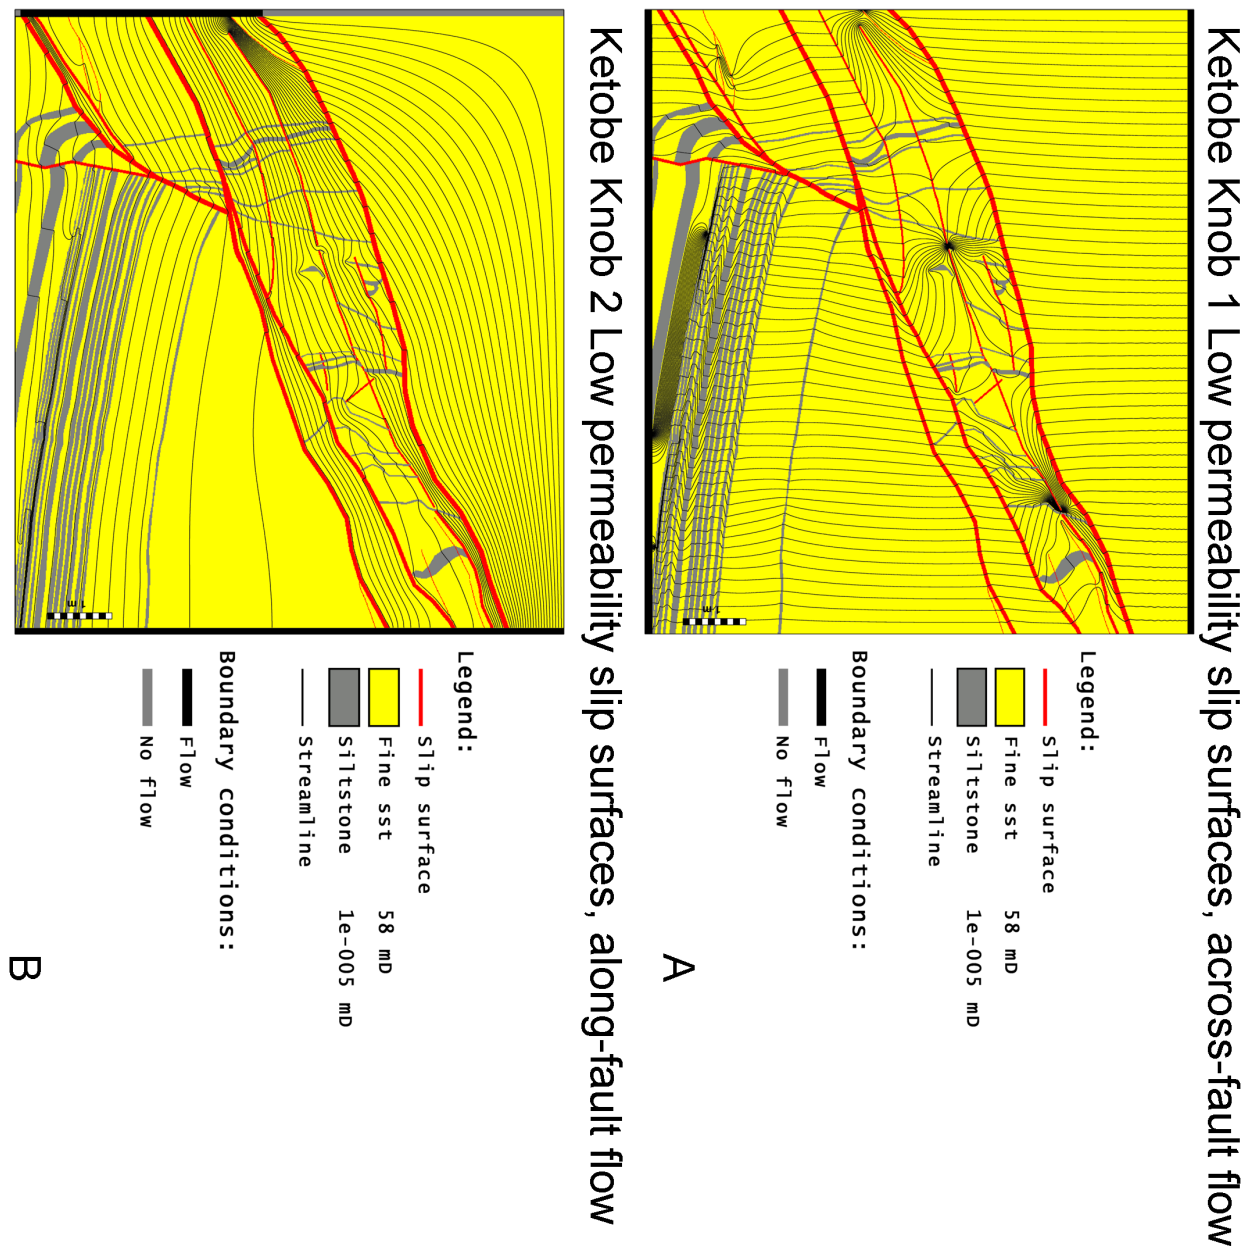 Ketobe Knob 1 Low permeability slip surfaces, across-fault flow
1 m
Legend:
Slip surface
Fine sst 58 mD
Siltstone 1e-005 mD
Streamline
Boundary conditions:
Flow
No flow
A
Ketobe Knob 2 Low permeability slip surfaces, along-fault flow
1 m
Legend:
Slip surface
Fine sst 58 mD
Siltstone 1e-005 mD
Streamline
Boundary conditions:
Flow
No flow
B